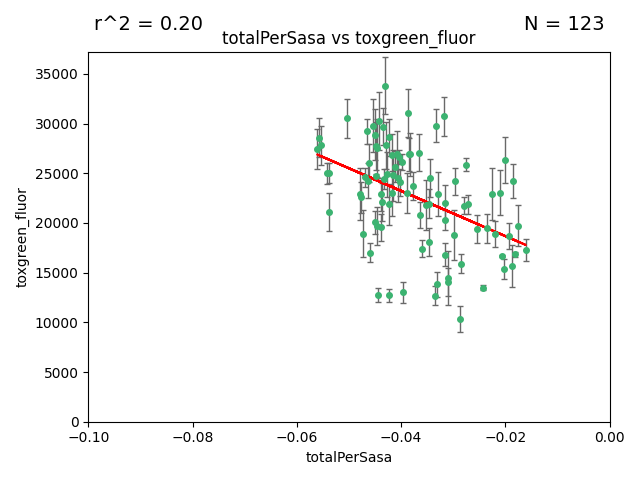 r^2 = 0.20
N = 123
totalPerSasa vs toxgreen_fluor
35000
30000
25000
20000
15000
10000
5000
0
toxgreen_fluor
−0.10
−0.08
−0.06
−0.04
−0.02
0.00
totalPerSasa